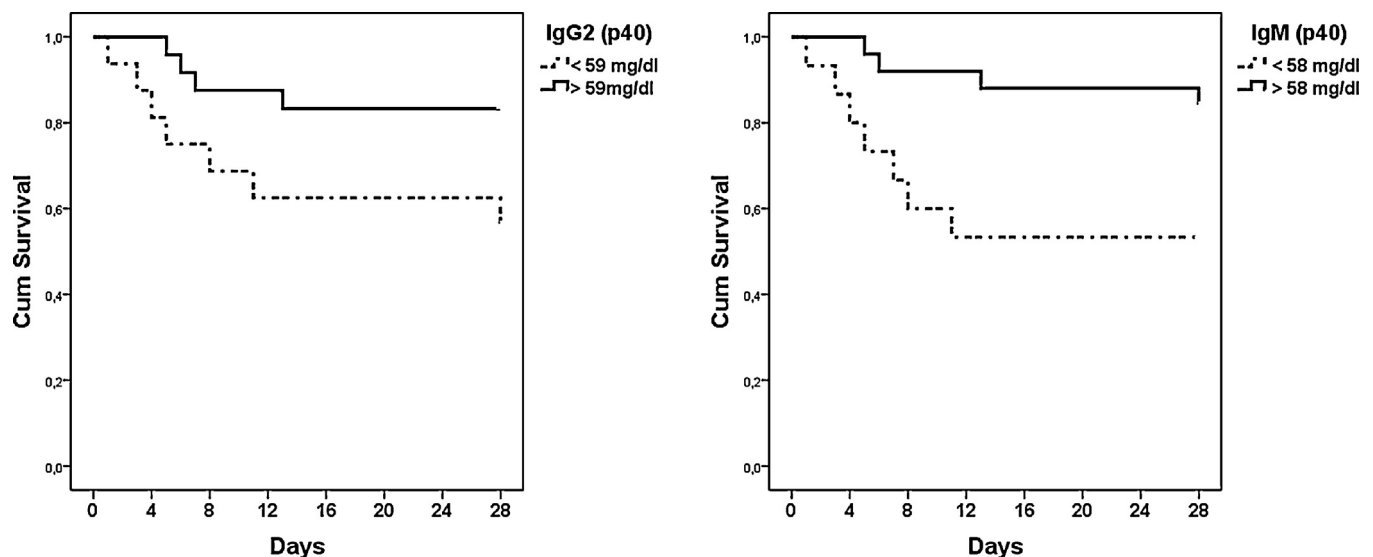 IgG2 (p40)
< 59 mg/dl
> 59mg/dl
1,0
0,8
0,6
0,4
0,2
0,0
Cum Survival
0 4 8 12 16 20 24 28
Days
IgM (p40)
< 58 mg/dl
> 58 mg/dl
1,0
0,8
0,6
0,4
0,2
0,0
Cum Survival
0 4 8 12 16 20 24 28
Days